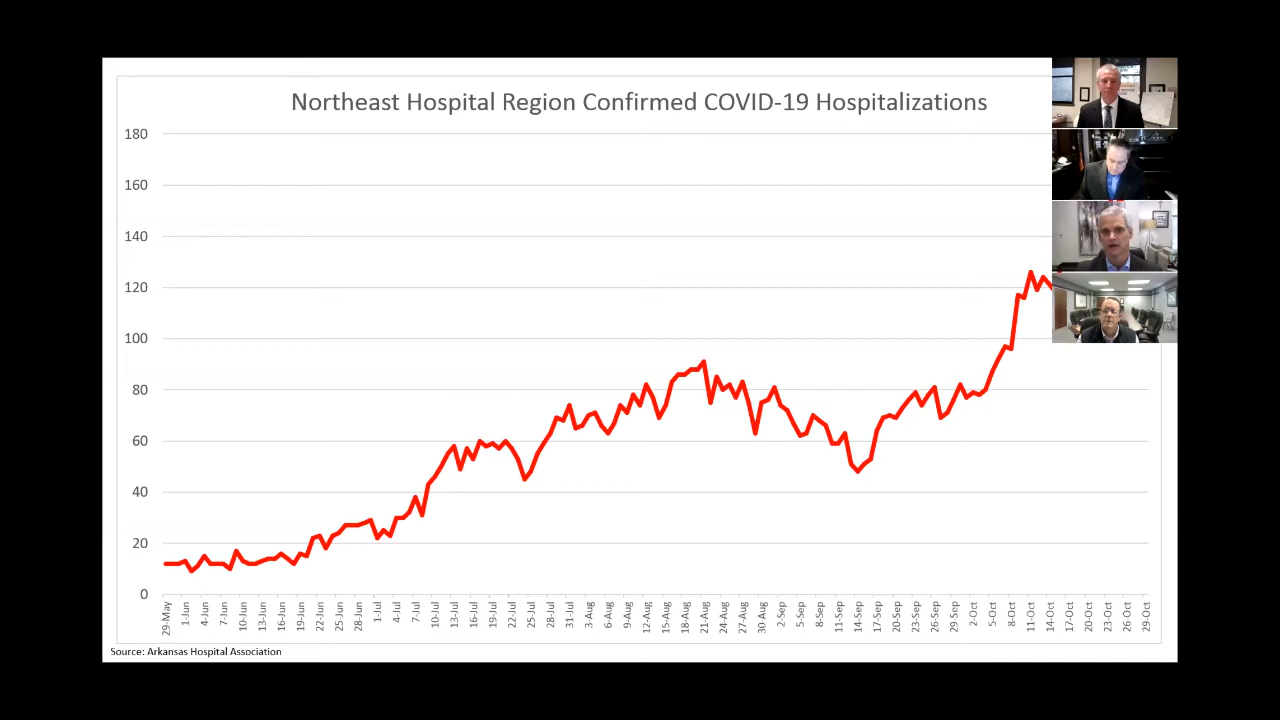 Northeast Hospital Region Confirmed COVID-19 Hospitalizations
180
160
140
120
100
80
60
40
20
0
29-May
1-Jun
4-Jun
7-Jun
10-Jun
13-Jun
16-Jun
19-Jun
22-Jun
25-Jun
28-Jun
1-Jul
4-Jul
7-Jul
10-Jul
13-Jul
16-Jul
19-Jul
22-Jul
25-Jul
28-Jul
31-Jul
3-Aug
6-Aug
9-Aug
12-Aug
15-Aug
18-Aug
21-Aug
24-Aug
27-Aug
30-Aug
2-Sep
5-Sep
8-Sep
11-Sep
14-Sep
17-Sep
20-Sep
23-Sep
26-Sep
29-Sep
2-Oct
5-Oct
8-Oct
11-Oct
14-Oct
17-Oct
20-Oct
23-Oct
26-Oct
29-Oct
Source: Arkansas Hospital Association